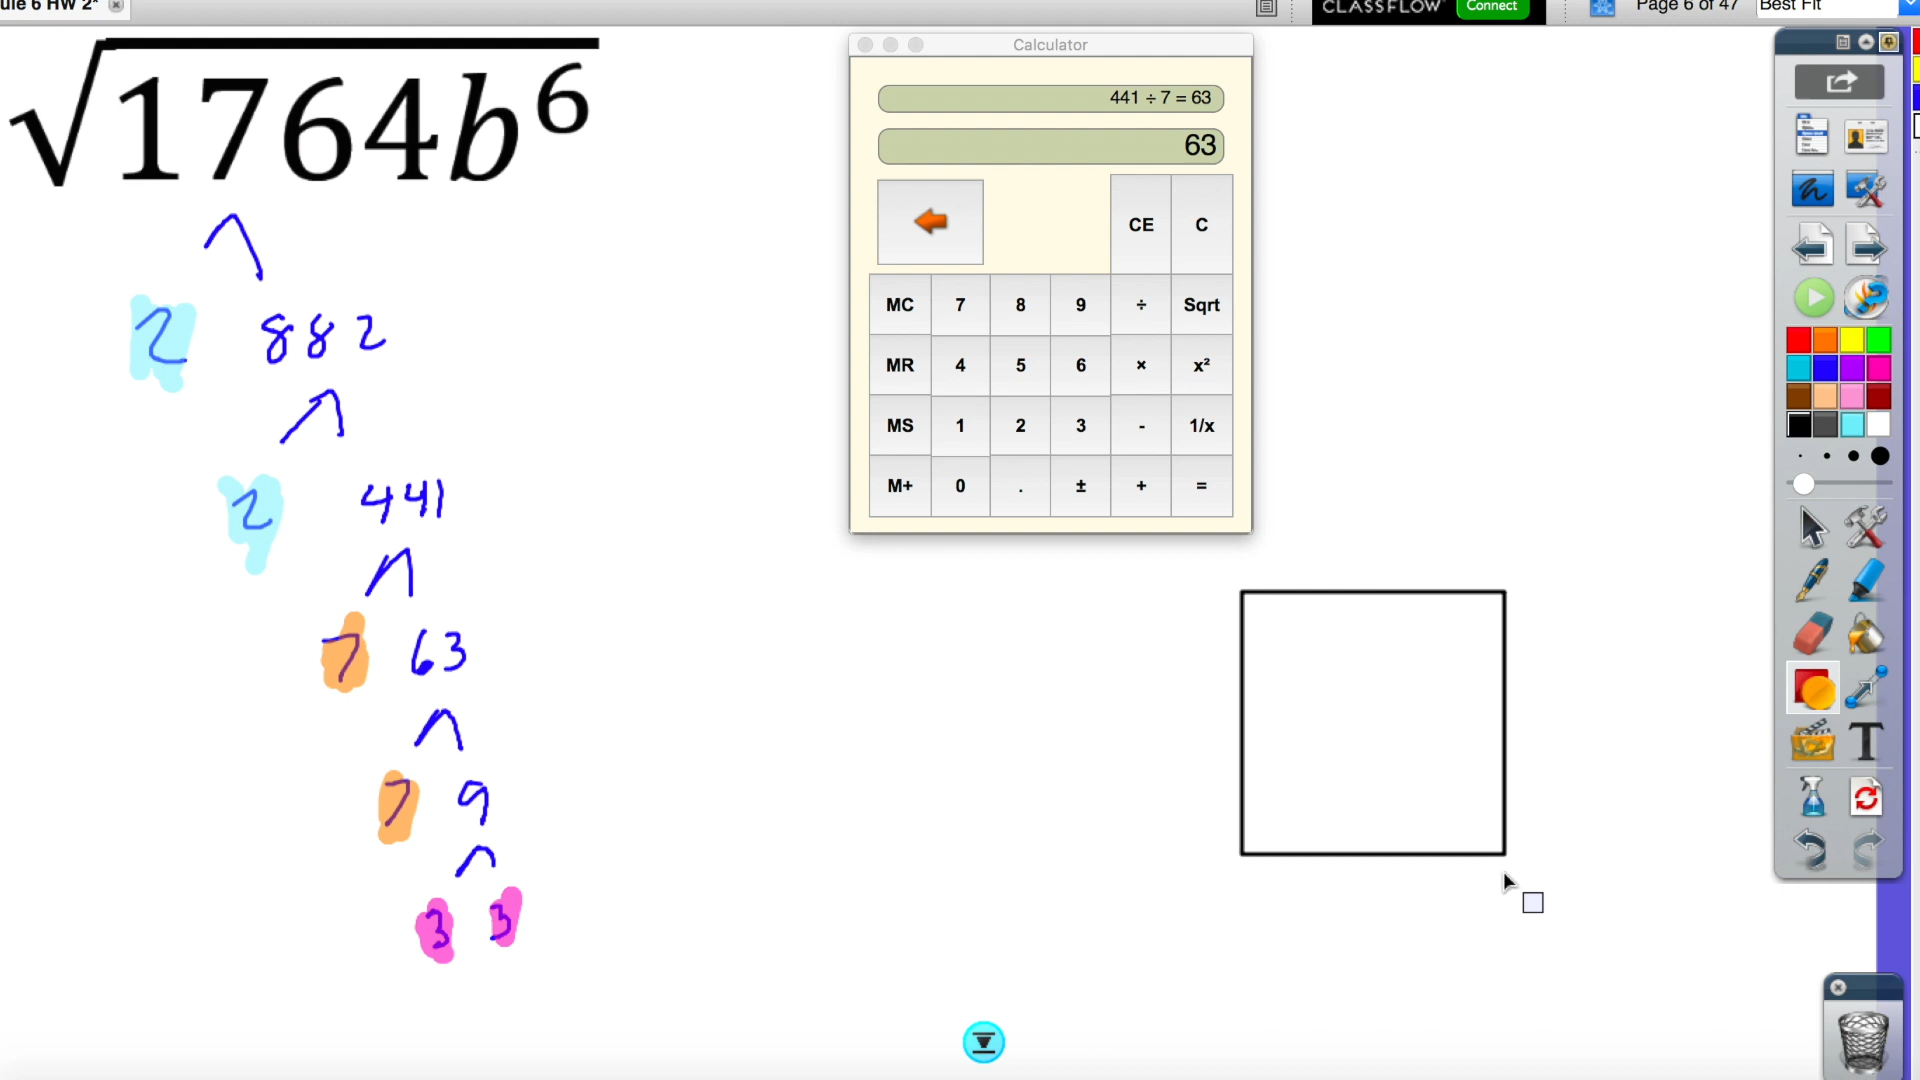 ule 6 HW 2*
CLASSFLOW
Connect
Page 6 of 47
Best Fit
√1764b⁶
2 882
2 441
7 63
7 9
3 3
Calculator
441 ÷ 7 = 63
63
CE C
MC 7 8 9 ÷ Sqrt
MR 4 5 6 × x²
MS 1 2 3 - 1/x
M+ 0 . ± + =
T